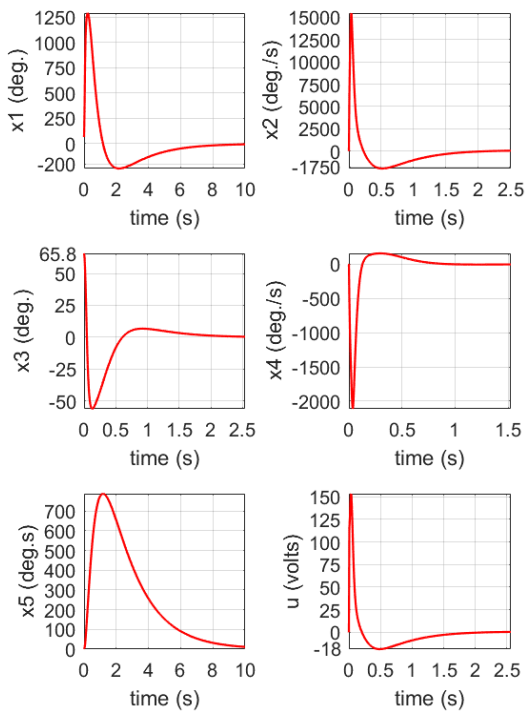 x1 (deg.)
1250
1000
750
500
250
0
-200
0 2 4 6 8 10
time (s)
x2 (deg./s)
15000
12500
10000
7500
5000
2500
0
-1750
0 0.5 1 1.5 2 2.5
time (s)
x3 (deg.)
65.8
50
25
0
-25
-50
0 0.5 1 1.5 2 2.5
time (s)
x4 (deg./s)
0
-500
-1000
-1500
-2000
0 0.5 1 1.5
time (s)
x5 (deg.s)
700
600
500
400
300
200
100
0
0 2 4 6 8 10
time (s)
u (volts)
150
125
100
75
50
25
0
-18
0 0.5 1 1.5 2 2.5
time (s)